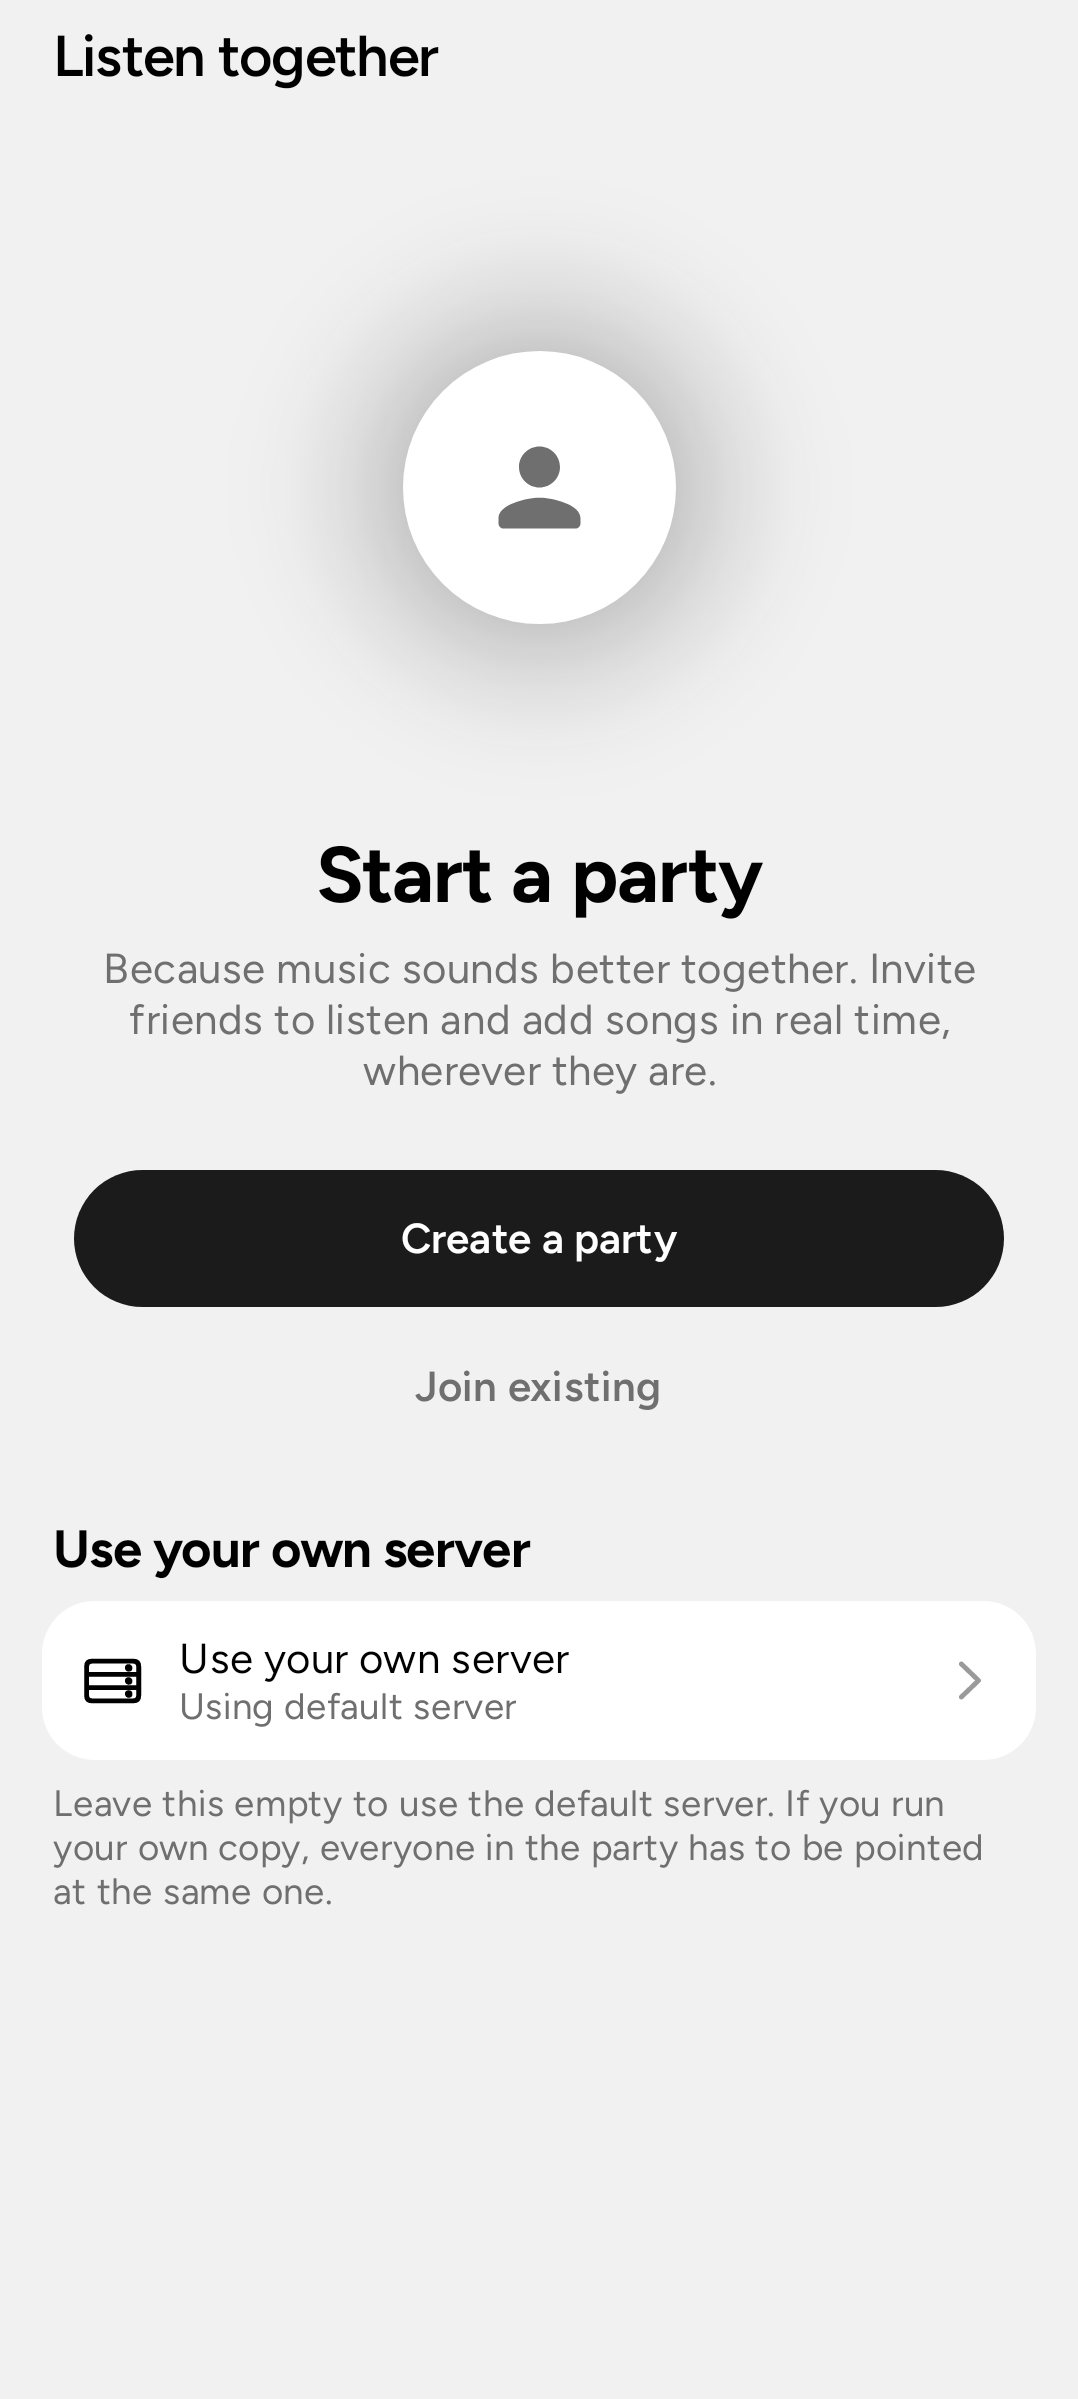 Listen together
Start a party
Because music sounds better together. Invite
friends to listen and add songs in real time,
wherever they are.
Create a party
Join existing
Use your own server
Use your own server
Using default server
Leave this empty to use the default server. If you run
your own copy, everyone in the party has to be pointed
at the same one.